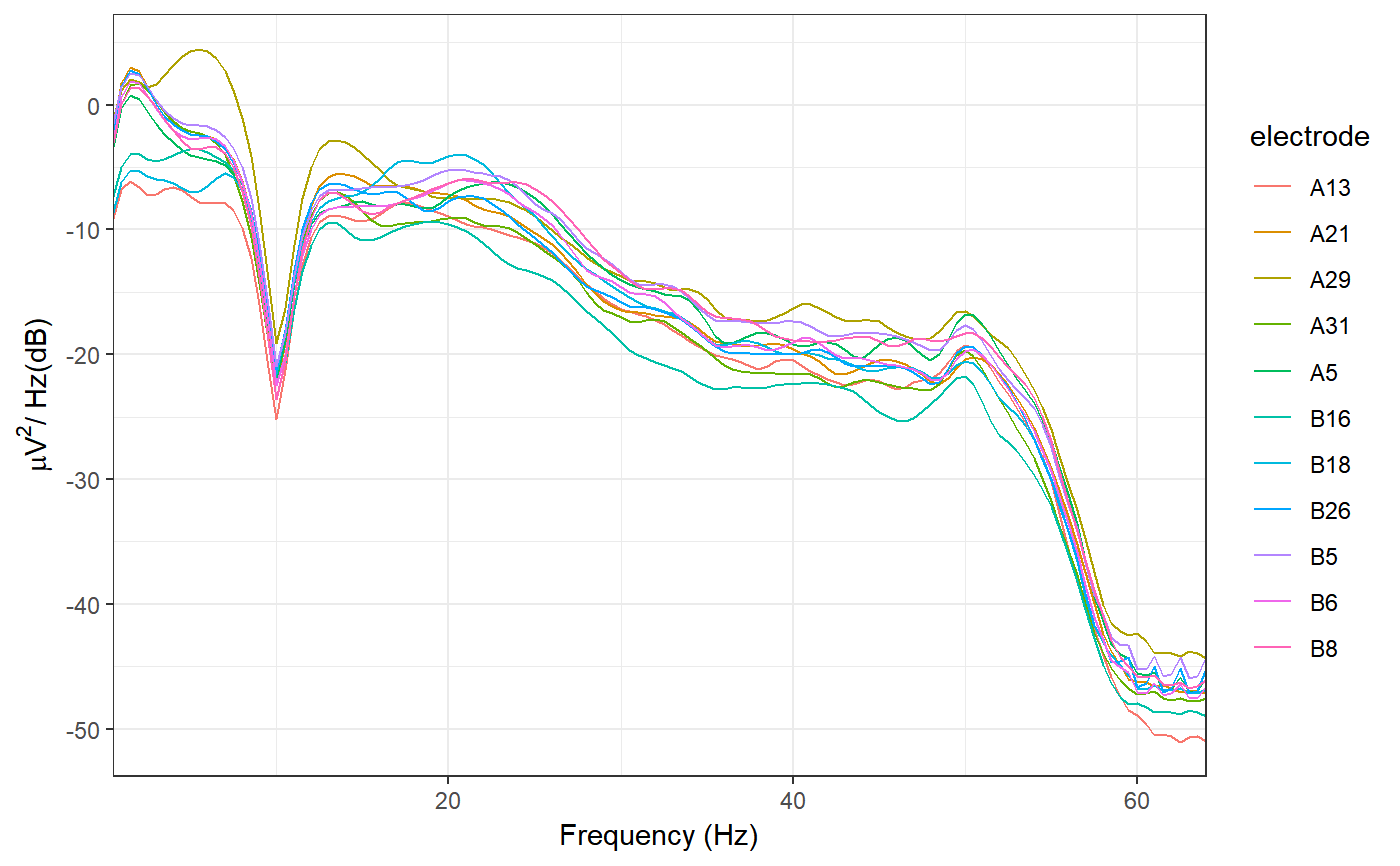 0
-10
-20
-30
-40
-50
µV²/ Hz(dB)
20
40
60
Frequency (Hz)
electrode
A13
A21
A29
A31
A5
B16
B18
B26
B5
B6
B8